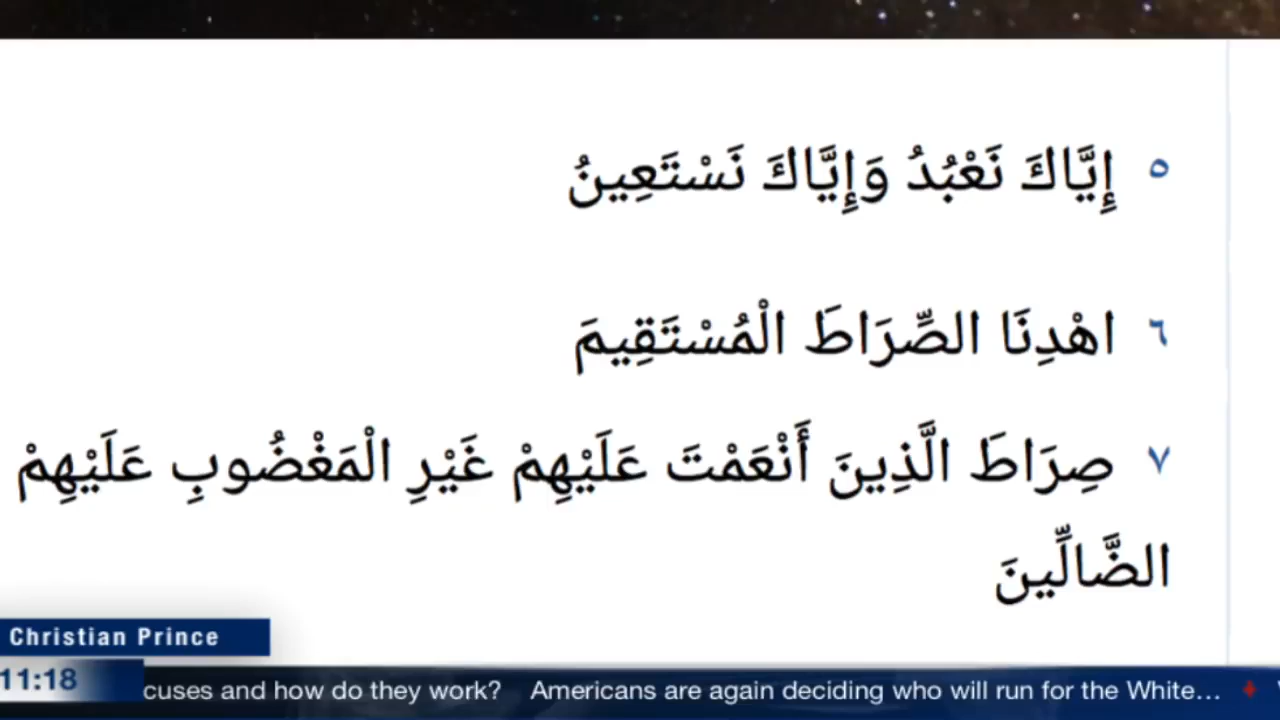 ٥ إِيَّاكَ نَعْبُدُ وَإِيَّاكَ نَسْتَعِينُ
٦ اهْدِنَا الصِّرَاطَ الْمُسْتَقِيمَ
٧ صِرَاطَ الَّذِينَ أَنْعَمْتَ عَلَيْهِمْ غَيْرِ الْمَغْضُوبِ عَلَيْهِمْ
الضَّالِّينَ
Christian Prince
11:18
cuses and how do they work? Americans are again deciding who will run for the White...